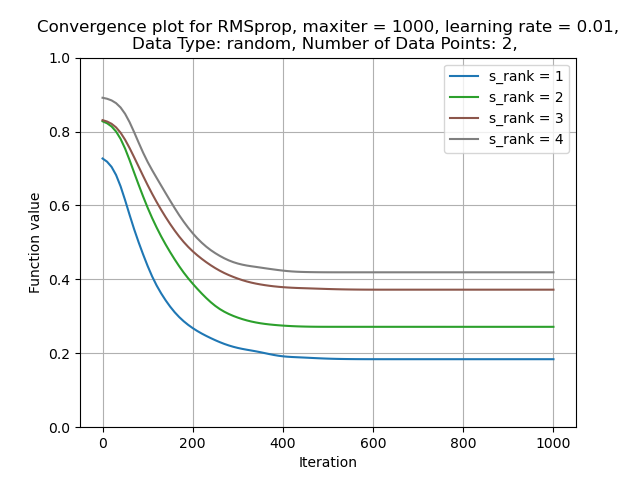 Convergence plot for RMSprop, maxiter = 1000, learning rate = 0.01,
Data Type: random, Number of Data Points: 2,
1.0
0.8
0.6
0.4
0.2
0.0
Function value
s_rank = 1
s_rank = 2
s_rank = 3
s_rank = 4
0 200 400 600 800 1000
Iteration